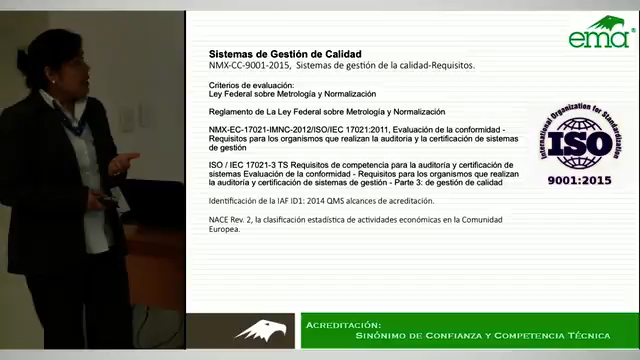 ema
Sistemas de Gestión de Calidad
NMX-CC-9001-2015, Sistemas de gestión de la calidad-Requisitos.
Criterios de evaluación:
Ley Federal sobre Metrología y Normalización
Reglamento de La Ley Federal sobre Metrología y Normalización
NMX-EC-17021-IMNC-2012/ISO/IEC 17021:2011, Evaluación de la conformidad -
Requisitos para los organismos que realizan la auditoria y la certificación de sistemas
de gestión
ISO / IEC 17021-3 TS Requisitos de competencia para la auditoría y certificación de
sistemas Evaluación de la conformidad - Requisitos para los organismos que realizan
la auditoría y certificación de sistemas de gestión - Parte 3: de gestión de calidad
Identificación de la IAF ID1: 2014 QMS alcances de acreditación.
NACE Rev. 2, la clasificación estadística de actividades económicas en la Comunidad
Europea.
International Organization for Standardization
ISO
9001:2015
Acreditación:
Sinónimo de Confianza y Competencia Técnica